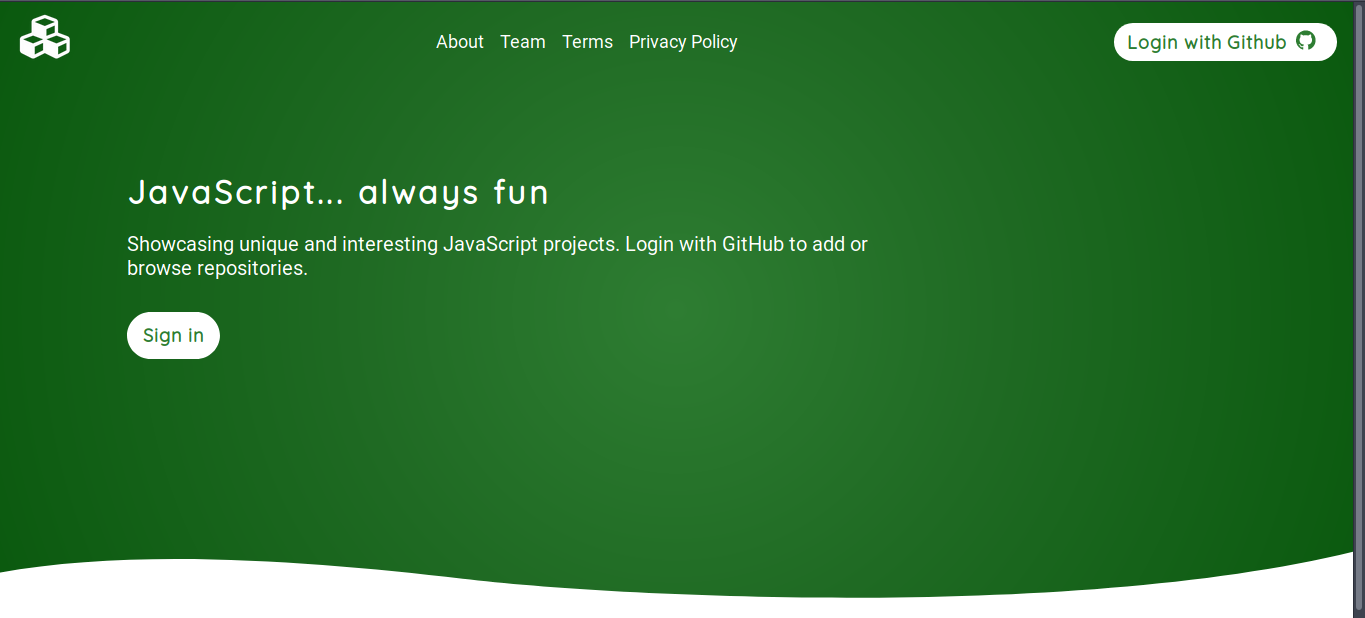 About Team Terms Privacy Policy Login with Github
JavaScript... always fun
Showcasing unique and interesting JavaScript projects. Login with GitHub to add or
browse repositories.
Sign in